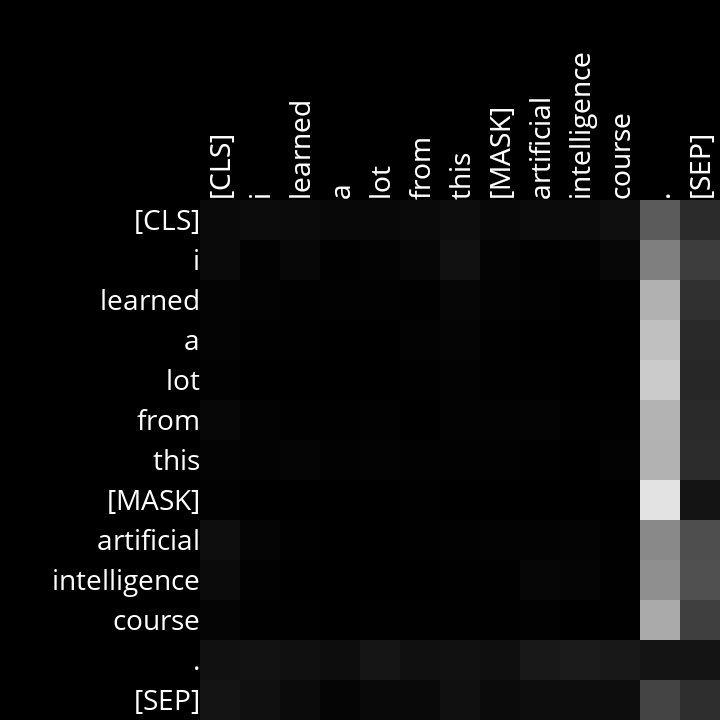 [CLS] i learned a lot from this [MASK] artificial intelligence course . [SEP]
[CLS]
i
learned
a
lot
from
this
[MASK]
artificial
intelligence
course
.
[SEP]